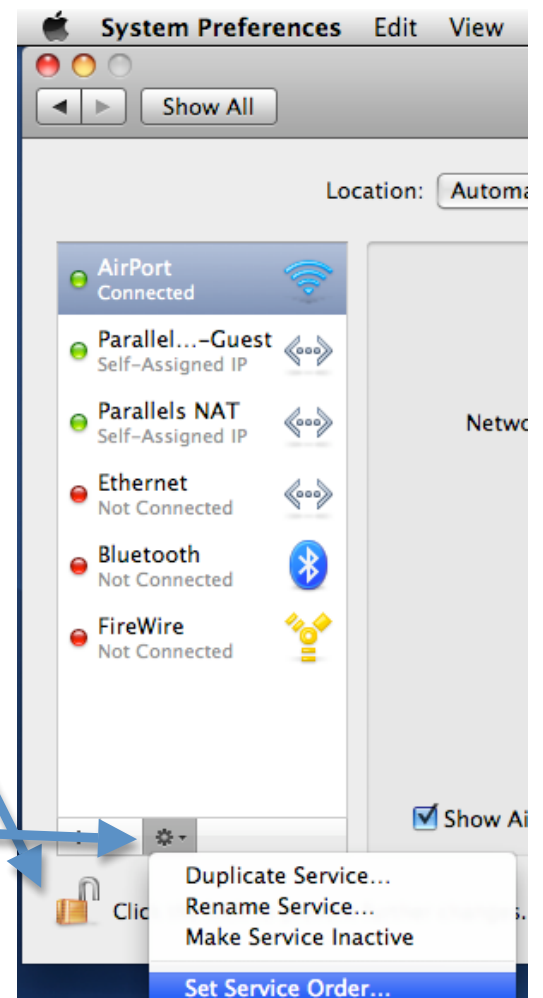 System Preferences Edit View
Show All
Location: Automa
AirPort
Connected
Parallel...-Guest
Self-Assigned IP
Parallels NAT
Self-Assigned IP
Netwo
Ethernet
Not Connected
Bluetooth
Not Connected
FireWire
Not Connected
Show Ai
Duplicate Service...
Clic
Rename Service...
Make Service Inactive
Set Service Order...